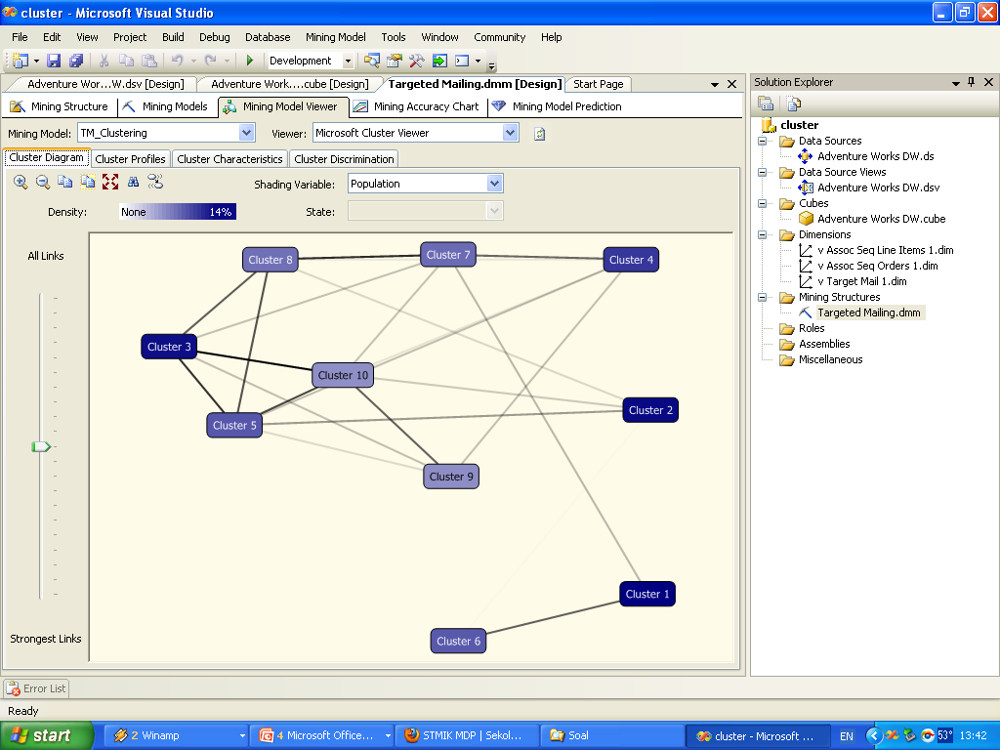 cluster - Microsoft Visual Studio
File Edit View Project Build Debug Database Mining Model Tools Window Community Help
Development
Adventure Wor...W.dsv [Design] Adventure Work....cube [Design] Targeted Mailing.dmm [Design] Start Page
Mining Structure Mining Models Mining Model Viewer Mining Accuracy Chart Mining Model Prediction
Mining Model: TM_Clustering Viewer: Microsoft Cluster Viewer
Cluster Diagram Cluster Profiles Cluster Characteristics Cluster Discrimination
Shading Variable: Population
Density: None 14% State:
All Links
Strongest Links
Cluster 8
Cluster 7
Cluster 4
Cluster 3
Cluster 10
Cluster 5
Cluster 2
Cluster 9
Cluster 1
Cluster 6
Solution Explorer
cluster
Data Sources
Adventure Works DW.ds
Data Source Views
Adventure Works DW.dsv
Cubes
Adventure Works DW.cube
Dimensions
v Assoc Seq Line Items 1.dim
v Assoc Seq Orders 1.dim
v Target Mail 1.dim
Mining Structures
Targeted Mailing.dmm
Roles
Assemblies
Miscellaneous
Error List
Ready
start 2 Winamp 4 Microsoft Office... STMIK MDP | Sekol... Soal cluster - Microsoft ... EN 53° 13:42